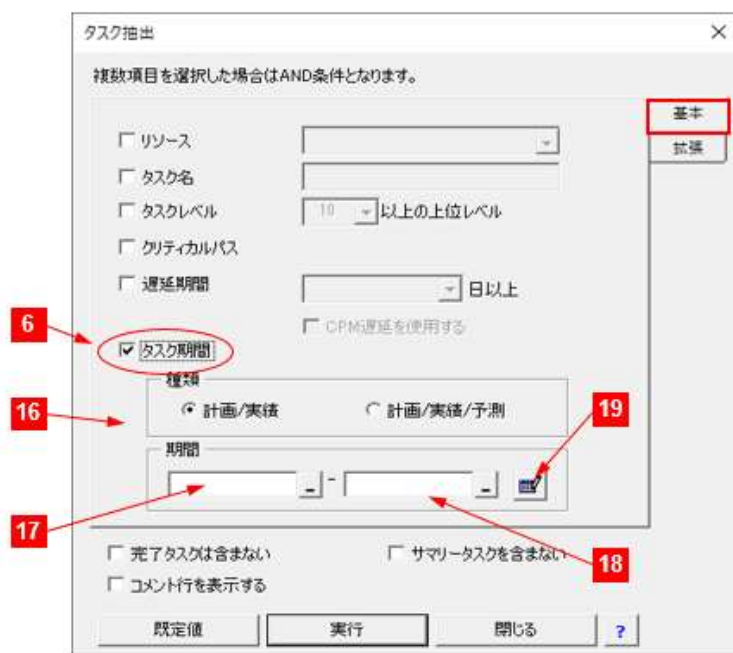 タスク抽出
複数項目を選択した場合はAND条件となります。
基本
拡張
リソース
タスク名
タスクレベル 10 以上の上位レベル
クリティカルパス
遅延期間 日以上
CPM遅延を使用する
6
タスク期間
種類
16
計画/実績 計画/実績/予測
19
期間
-
17
18
完了タスクは含まない サマリータスクを含まない
コメント行を表示する
既定値 実行 閉じる ?